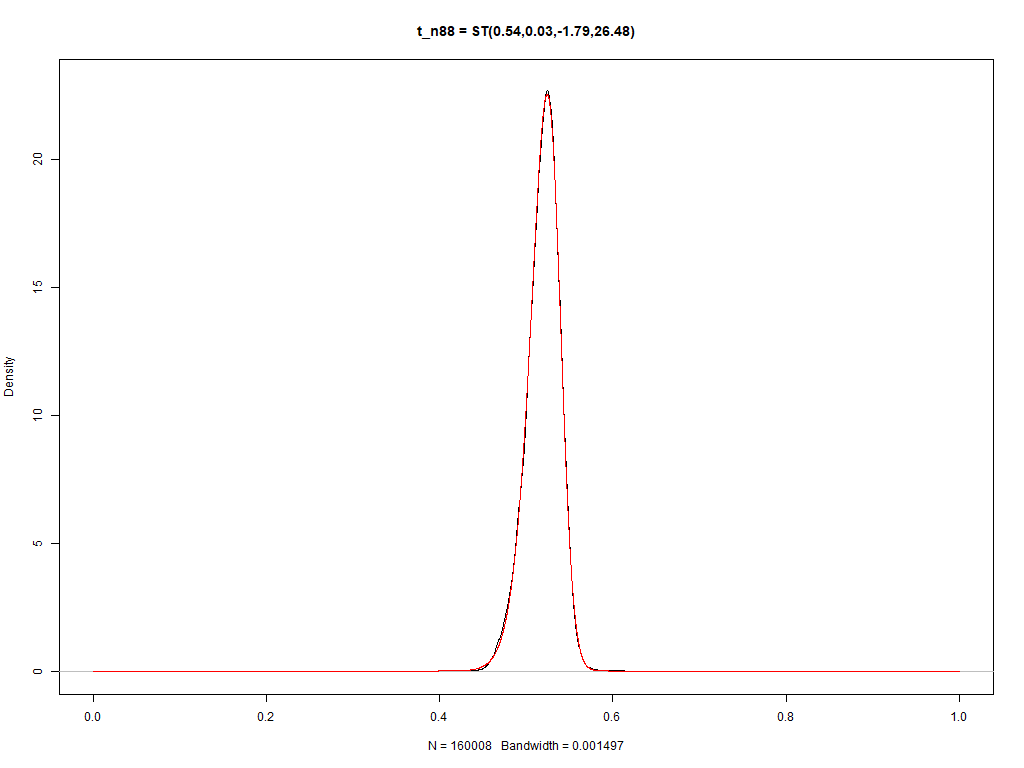 t_n88 = ST(0.54,0.03,-1.79,26.48)
Density
20
15
10
5
0
0.0 0.2 0.4 0.6 0.8 1.0
N = 160008 Bandwidth = 0.001497